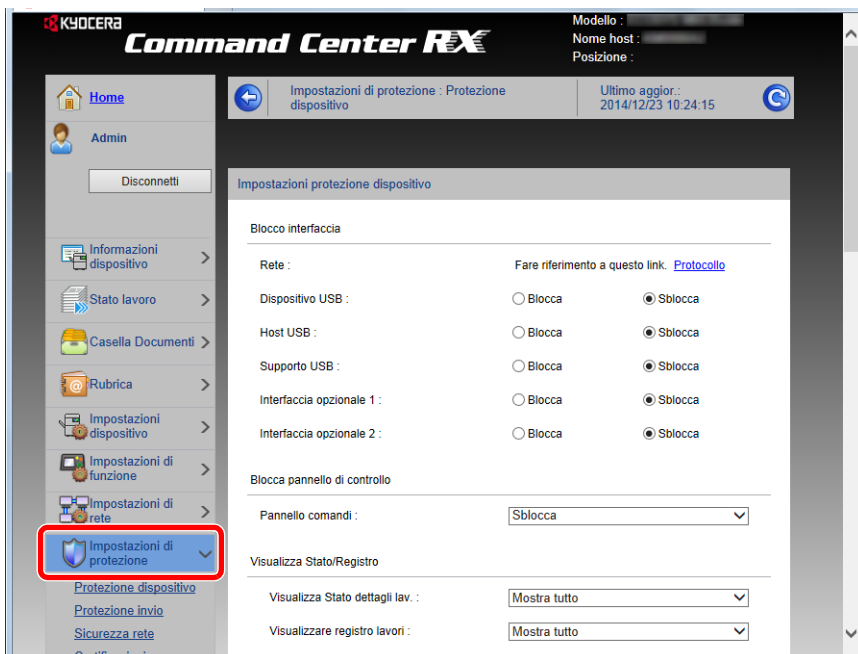 KYOCERA
Command Center RX
Modello :
Nome host :
Posizione :
Home
Admin
Disconnetti
Informazioni
dispositivo
Stato lavoro
Casella Documenti
Rubrica
Impostazioni
dispositivo
Impostazioni di
funzione
Impostazioni di
rete
Impostazioni di
protezione
Protezione dispositivo
Protezione invio
Sicurezza rete
Impostazioni di protezione : Protezione
dispositivo
Ultimo aggior.:
2014/12/23 10:24:15
Impostazioni protezione dispositivo
Blocco interfaccia
Rete : Fare riferimento a questo link. Protocollo
Dispositivo USB : Blocca Sblocca
Host USB : Blocca Sblocca
Supporto USB : Blocca Sblocca
Interfaccia opzionale 1 : Blocca Sblocca
Interfaccia opzionale 2 : Blocca Sblocca
Blocca pannello di controllo
Pannello comandi : Sblocca
Visualizza Stato/Registro
Visualizza Stato dettagli lav. : Mostra tutto
Visualizzare registro lavori : Mostra tutto